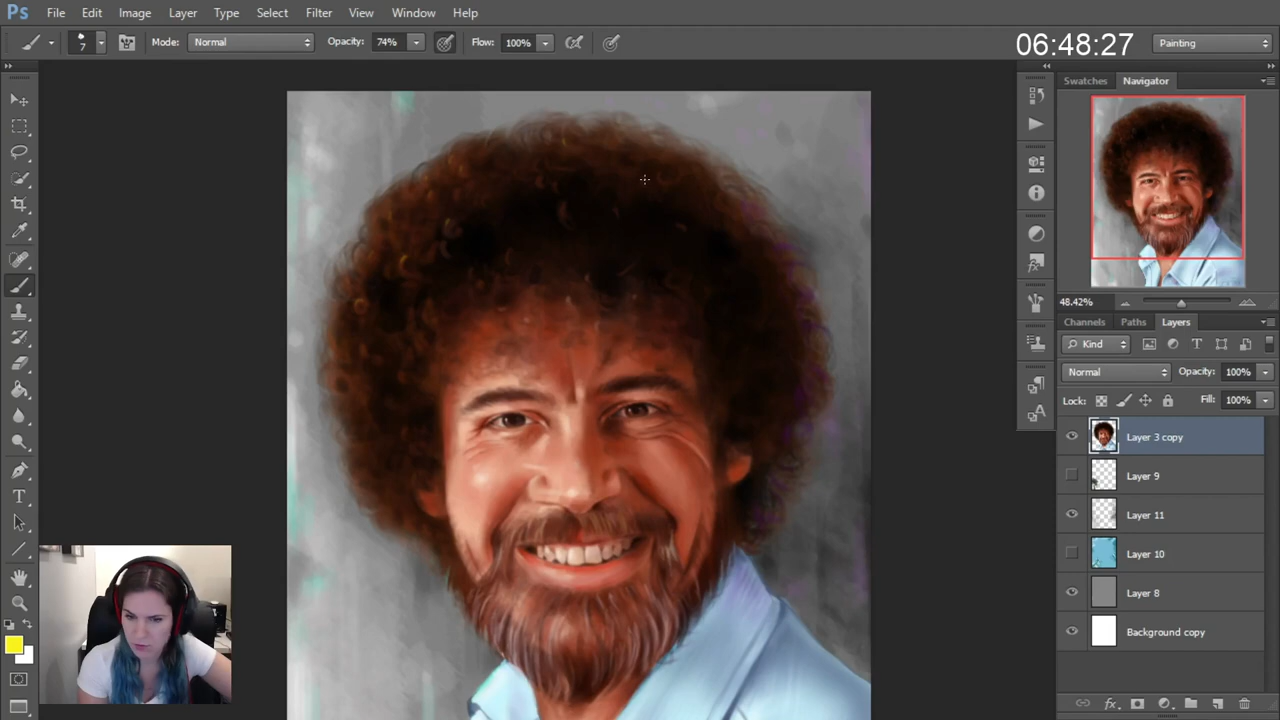 Ps File Edit Image Layer Type Select Filter View Window Help
7 Mode: Normal Opacity: 74% Flow: 100% 06:48:27 Painting
Swatches Navigator
48.42%
Channels Paths Layers
Kind T
Normal Opacity: 100%
Lock: Fill: 100%
Layer 3 copy
Layer 9
Layer 11
Layer 10
Layer 8
Background copy
T
A
fx